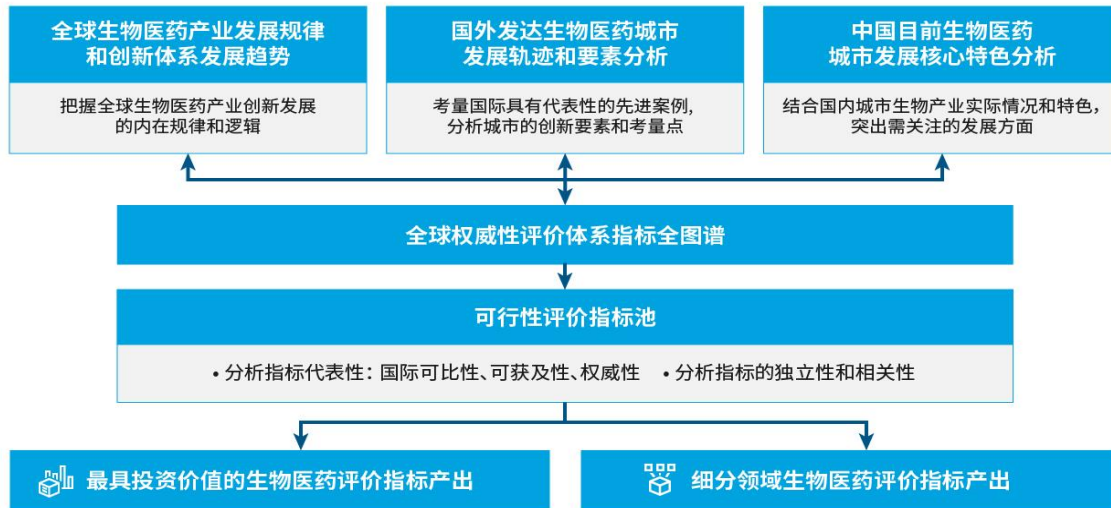 全球生物医药产业发展规律
和创新体系发展趋势
把握全球生物医药产业创新发展
的内在规律和逻辑
国外发达生物医药城市
发展轨迹和要素分析
考量国际具有代表性的先进案例,
分析城市的创新要素和考量点
中国目前生物医药
城市发展核心特色分析
结合国内城市生物产业实际情况和特色，
突出需关注的发展方面
全球权威性评价体系指标全图谱
可行性评价指标池
• 分析指标代表性：国际可比性、可获及性、权威性 • 分析指标的独立性和相关性
最具投资价值的生物医药评价指标产出
细分领域生物医药评价指标产出